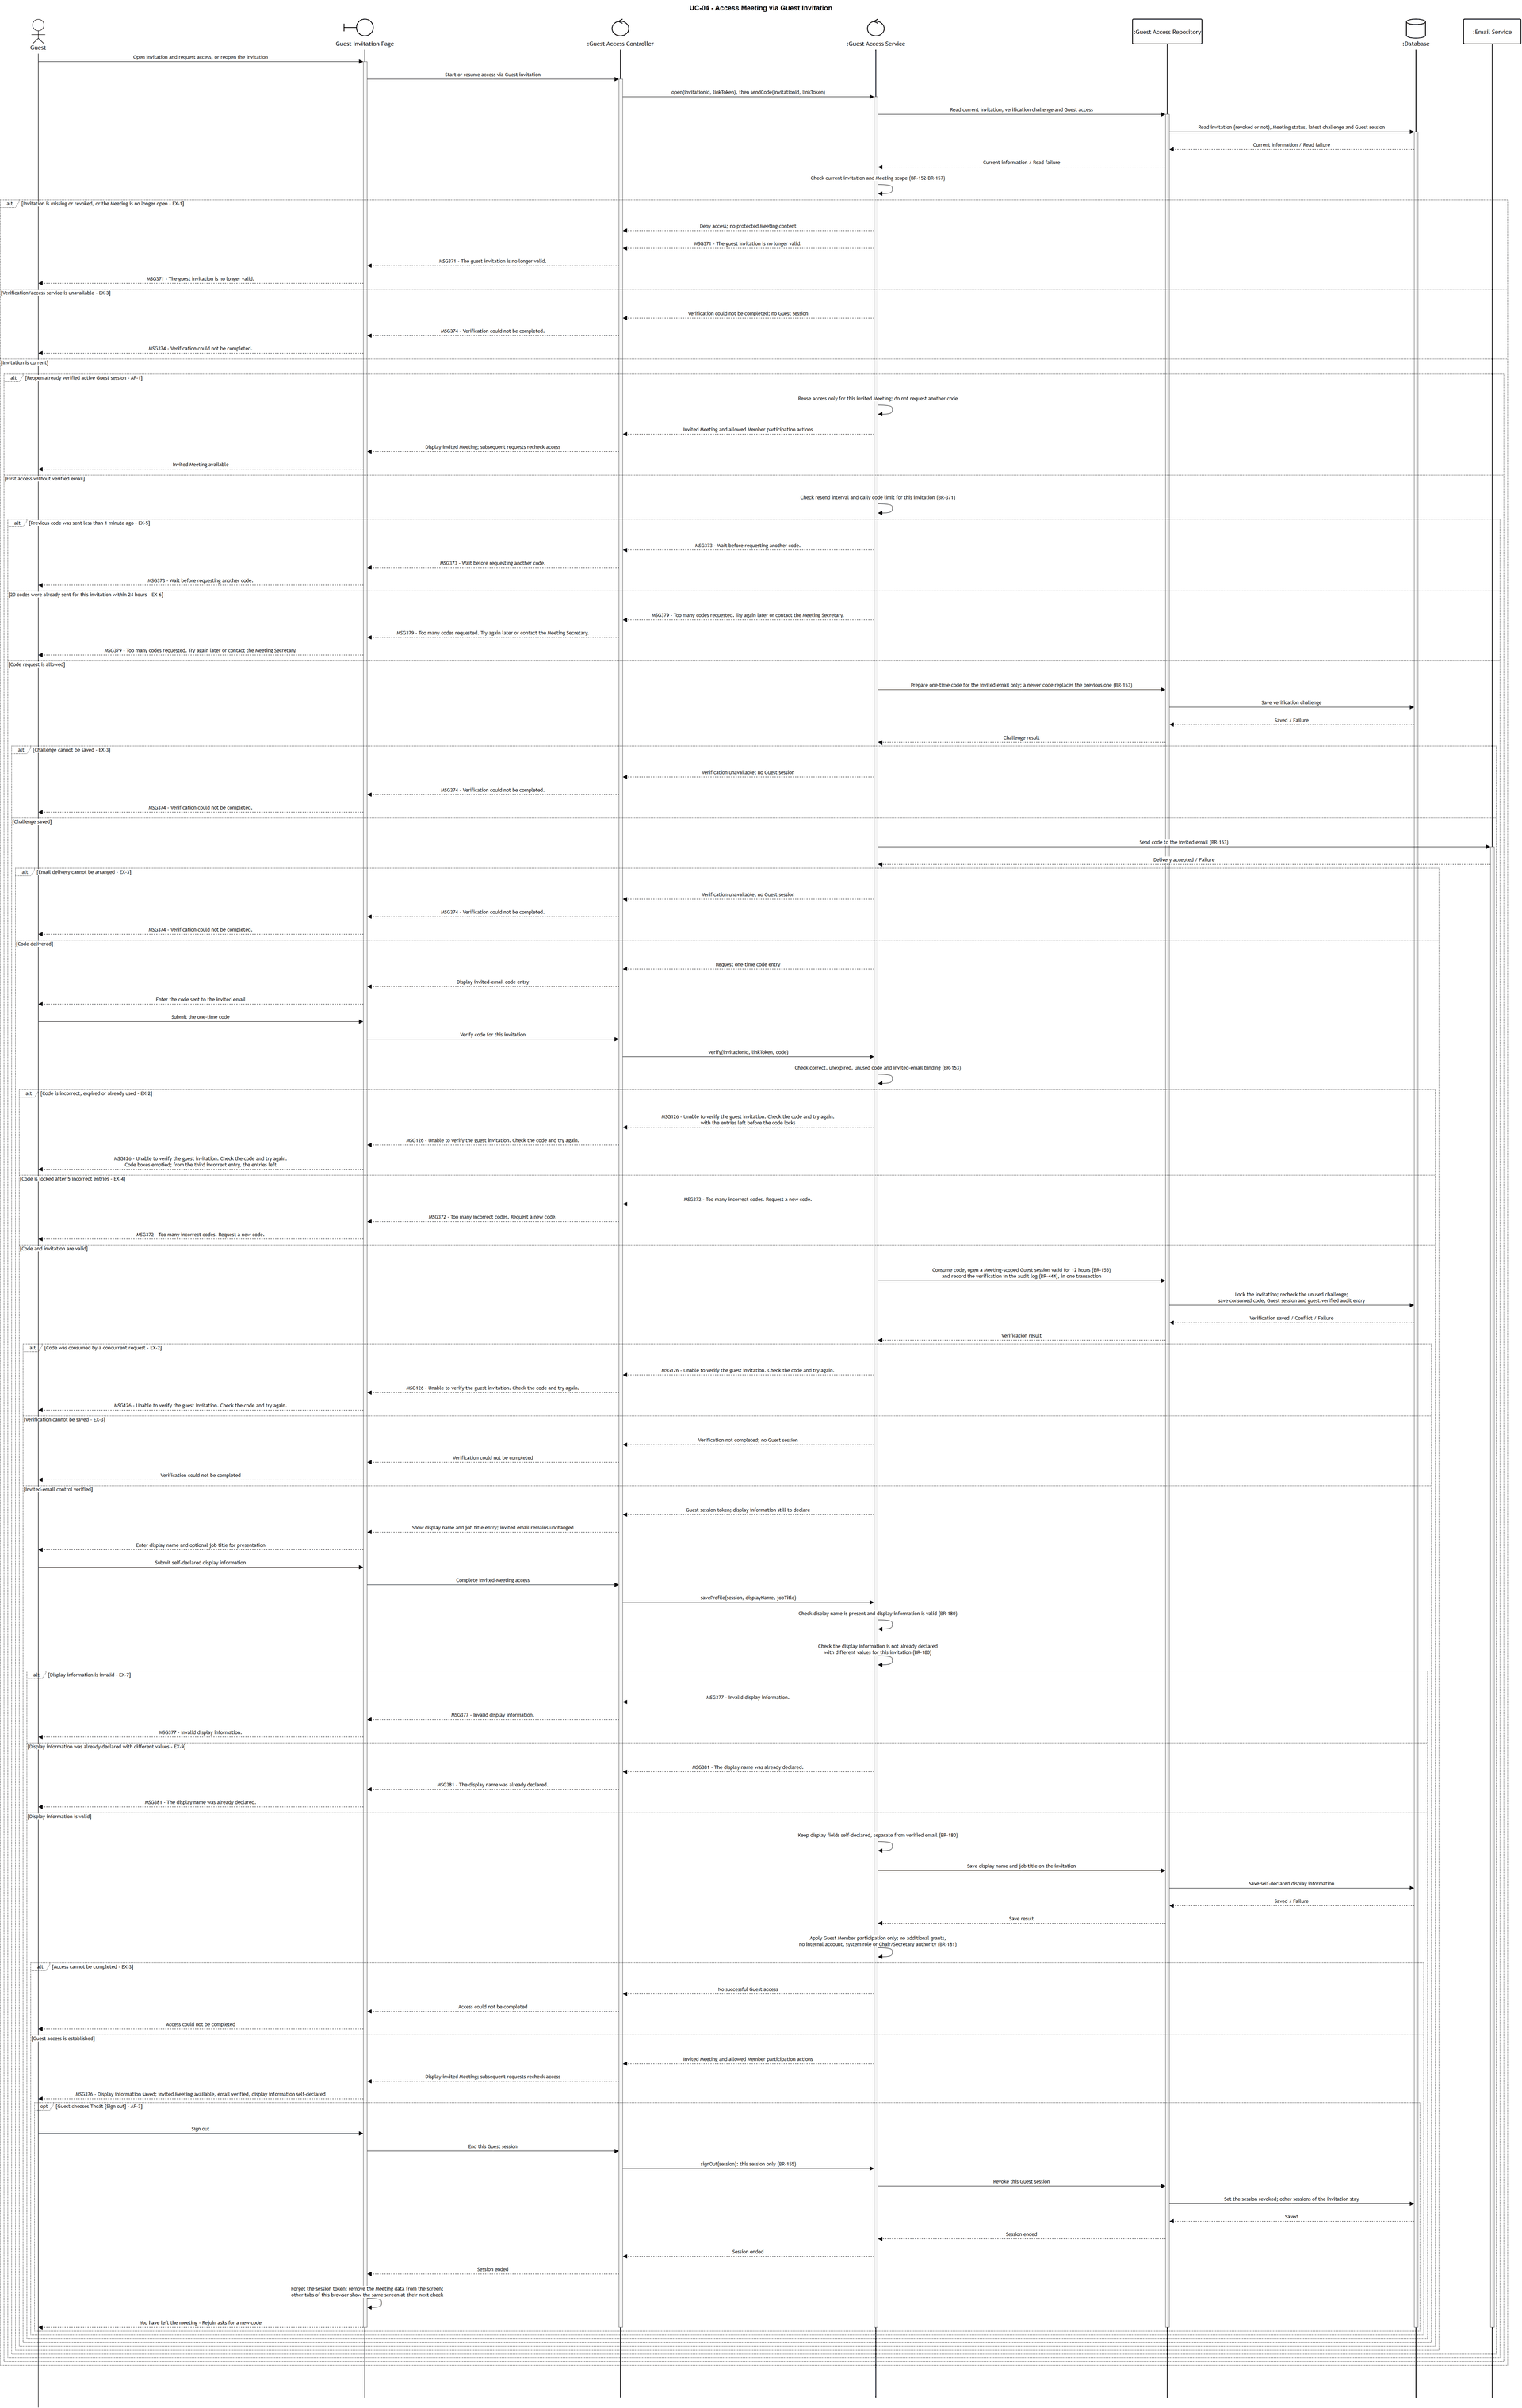 UC-04 - Access Meeting via Guest Invitation
Guest
Guest Invitation Page
:Guest Access Controller
:Guest Access Service
:Guest Access Repository
:Database
:Email Service
Open invitation and request access, or reopen the invitation
Start or resume access via Guest Invitation
open(invitationId, linkToken), then sendCode(invitationId, linkToken)
Read current invitation, verification challenge and Guest access
Read invitation (revoked or not), Meeting status, latest challenge and Guest session
Current information / Read failure
Current information / Read failure
Check current invitation and Meeting scope (BR-152-BR-157)
alt
[Invitation is missing or revoked, or the Meeting is no longer open - EX-1]
Deny access; no protected Meeting content
MSG371 - The guest invitation is no longer valid.
MSG371 - The guest invitation is no longer valid.
MSG371 - The guest invitation is no longer valid.
[Verification/access service is unavailable - EX-3]
Verification could not be completed; no Guest session
MSG374 - Verification could not be completed.
MSG374 - Verification could not be completed.
[Invitation is current]
alt
[Reopen already verified active Guest session - AF-1]
Reuse access only for this invited Meeting; do not request another code
Invited Meeting and allowed Member participation actions
Display invited Meeting; subsequent requests recheck access
Invited Meeting available
[First access without verified email]
Check resend interval and daily code limit for this invitation (BR-371)
alt
[Previous code was sent less than 1 minute ago - EX-5]
MSG373 - Wait before requesting another code.
MSG373 - Wait before requesting another code.
MSG373 - Wait before requesting another code.
[20 codes were already sent for this invitation within 24 hours - EX-6]
MSG379 - Too many codes requested. Try again later or contact the Meeting Secretary.
MSG379 - Too many codes requested. Try again later or contact the Meeting Secretary.
MSG379 - Too many codes requested. Try again later or contact the Meeting Secretary.
[Code request is allowed]
Prepare one-time code for the invited email only; a newer code replaces the previous one (BR-153)
Save verification challenge
Saved / Failure
Challenge result
alt
[Challenge cannot be saved - EX-3]
Verification unavailable; no Guest session
MSG374 - Verification could not be completed.
MSG374 - Verification could not be completed.
[Challenge saved]
Send code to the invited email (BR-153)
Delivery accepted / Failure
alt
[Email delivery cannot be arranged - EX-3]
Verification unavailable; no Guest session
MSG374 - Verification could not be completed.
MSG374 - Verification could not be completed.
[Code delivered]
Request one-time code entry
Display invited-email code entry
Enter the code sent to the invited email
Submit the one-time code
Verify code for this invitation
verify(invitationId, linkToken, code)
Check correct, unexpired, unused code and invited-email binding (BR-153)
alt
[Code is incorrect, expired or already used - EX-2]
MSG126 - Unable to verify the guest invitation. Check the code and try again.
with the entries left before the code locks
MSG126 - Unable to verify the guest invitation. Check the code and try again.
MSG126 - Unable to verify the guest invitation. Check the code and try again.
Code boxes emptied; from the third incorrect entry, the entries left
[Code is locked after 5 incorrect entries - EX-4]
MSG372 - Too many incorrect codes. Request a new code.
MSG372 - Too many incorrect codes. Request a new code.
MSG372 - Too many incorrect codes. Request a new code.
[Code and invitation are valid]
Consume code, open a Meeting-scoped Guest session valid for 12 hours (BR-155)
and record the verification in the audit log (BR-444), in one transaction
Lock the invitation; recheck the unused challenge;
save consumed code, Guest session and guest.verified audit entry
Verification saved / Conflict / Failure
Verification result
alt
[Code was consumed by a concurrent request - EX-2]
MSG126 - Unable to verify the guest invitation. Check the code and try again.
MSG126 - Unable to verify the guest invitation. Check the code and try again.
MSG126 - Unable to verify the guest invitation. Check the code and try again.
[Verification cannot be saved - EX-3]
Verification not completed; no Guest session
Verification could not be completed
Verification could not be completed
[Invited-email control verified]
Guest session token; display information still to declare
Show display name and job title entry; invited email remains unchanged
Enter display name and optional job title for presentation
Submit self-declared display information
Complete invited-Meeting access
saveProfile(session, displayName, jobTitle)
Check display name is present and display information is valid (BR-180)
Check the display information is not already declared
with different values for this invitation (BR-180)
alt
[Display information is invalid - EX-7]
MSG377 - Invalid display information.
MSG377 - Invalid display information.
MSG377 - Invalid display information.
[Display information was already declared with different values - EX-9]
MSG381 - The display name was already declared.
MSG381 - The display name was already declared.
MSG381 - The display name was already declared.
[Display information is valid]
Keep display fields self-declared, separate from verified email (BR-180)
Save display name and job title on the invitation
Save self-declared display information
Saved / Failure
Save result
Apply Guest Member participation only; no additional grants,
no internal account, system role or Chair/Secretary authority (BR-181)
alt
[Access cannot be completed - EX-3]
No successful Guest access
Access could not be completed
Access could not be completed
[Guest access is established]
Invited Meeting and allowed Member participation actions
Display invited Meeting; subsequent requests recheck access
MSG376 - Display information saved; invited Meeting available, email verified, display information self-declared
opt
[Guest chooses Thoát (Sign out) - AF-3]
Sign out
End this Guest session
signOut(session): this session only (BR-155)
Revoke this Guest session
Set the session revoked; other sessions of the invitation stay
Saved
Session ended
Session ended
Session ended
Forget the session token; remove the Meeting data from the screen;
other tabs of this browser show the same screen at their next check
You have left the meeting - Rejoin asks for a new code